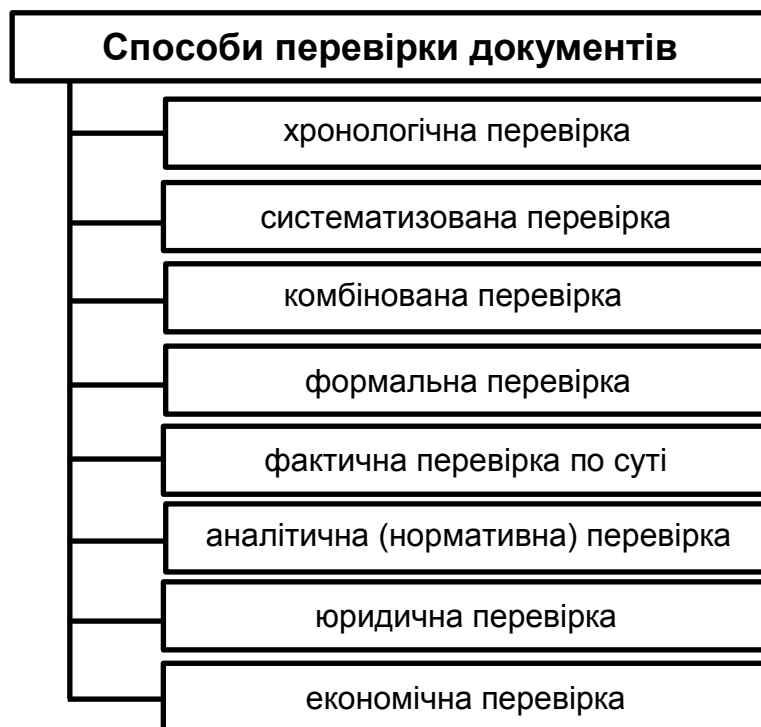 Способи перевірки документів
хронологічна перевірка
систематизована перевірка
комбінована перевірка
формальна перевірка
фактична перевірка по суті
аналітична (нормативна) перевірка
юридична перевірка
економічна перевірка